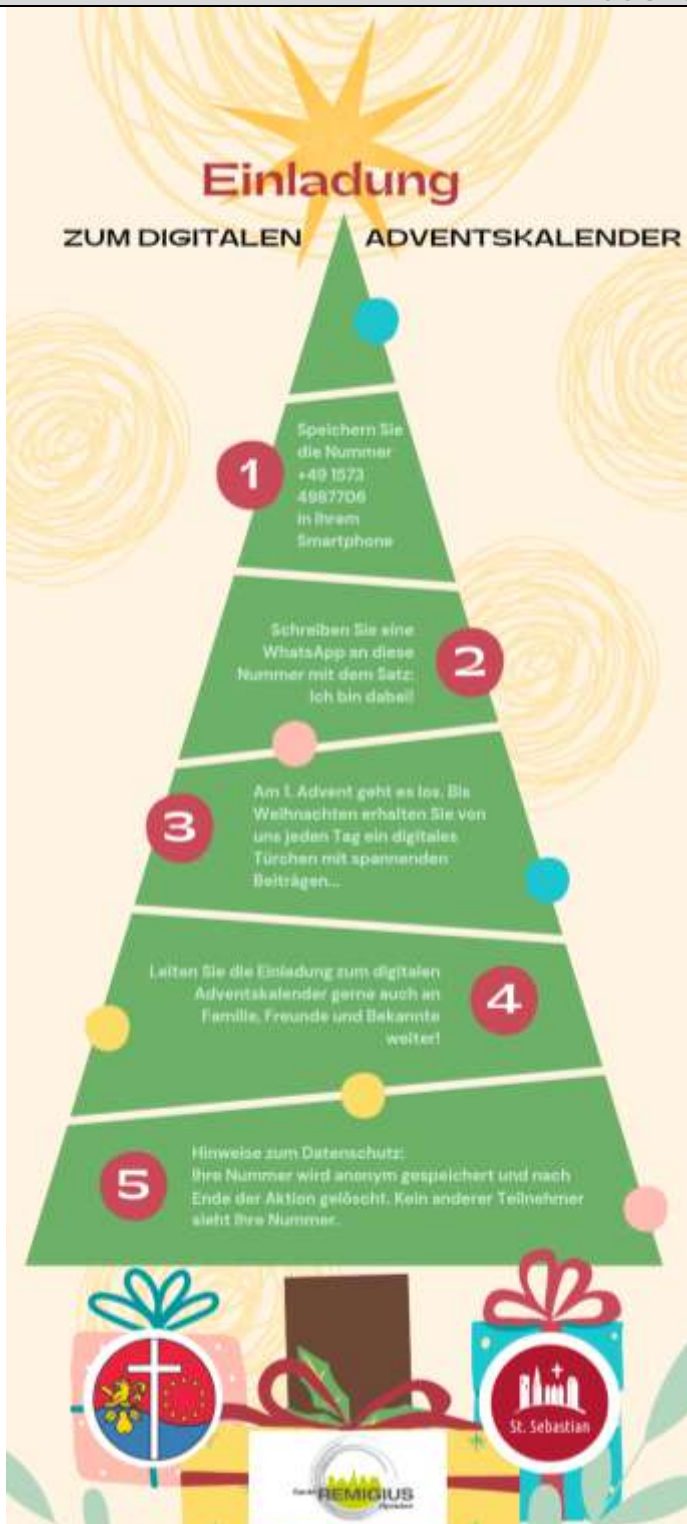 Einladung
ZUM DIGITALEN ADVENTSKALENDER
1
Speichern Sie
die Nummer
+49 1573
4987706
in Ihrem
Smartphone
2
Schreiben Sie eine
WhatsApp an diese
Nummer mit dem Satz:
Ich bin dabei!
3
Am 1. Advent geht es los. Bis
Weihnachten erhalten Sie von
uns jeden Tag ein digitales
Türchen mit spannenden
Beiträgen...
4
Leiten Sie die Einladung zum digitalen
Adventskalender gerne auch an
Familie, Freunde und Bekannte
weiter!
5
Hinweise zum Datenschutz:
Ihre Nummer wird anonym gespeichert und nach
Ende der Aktion gelöscht. Kein anderer Teilnehmer
sieht Ihre Nummer.
St. Sebastian
REMIGIUS